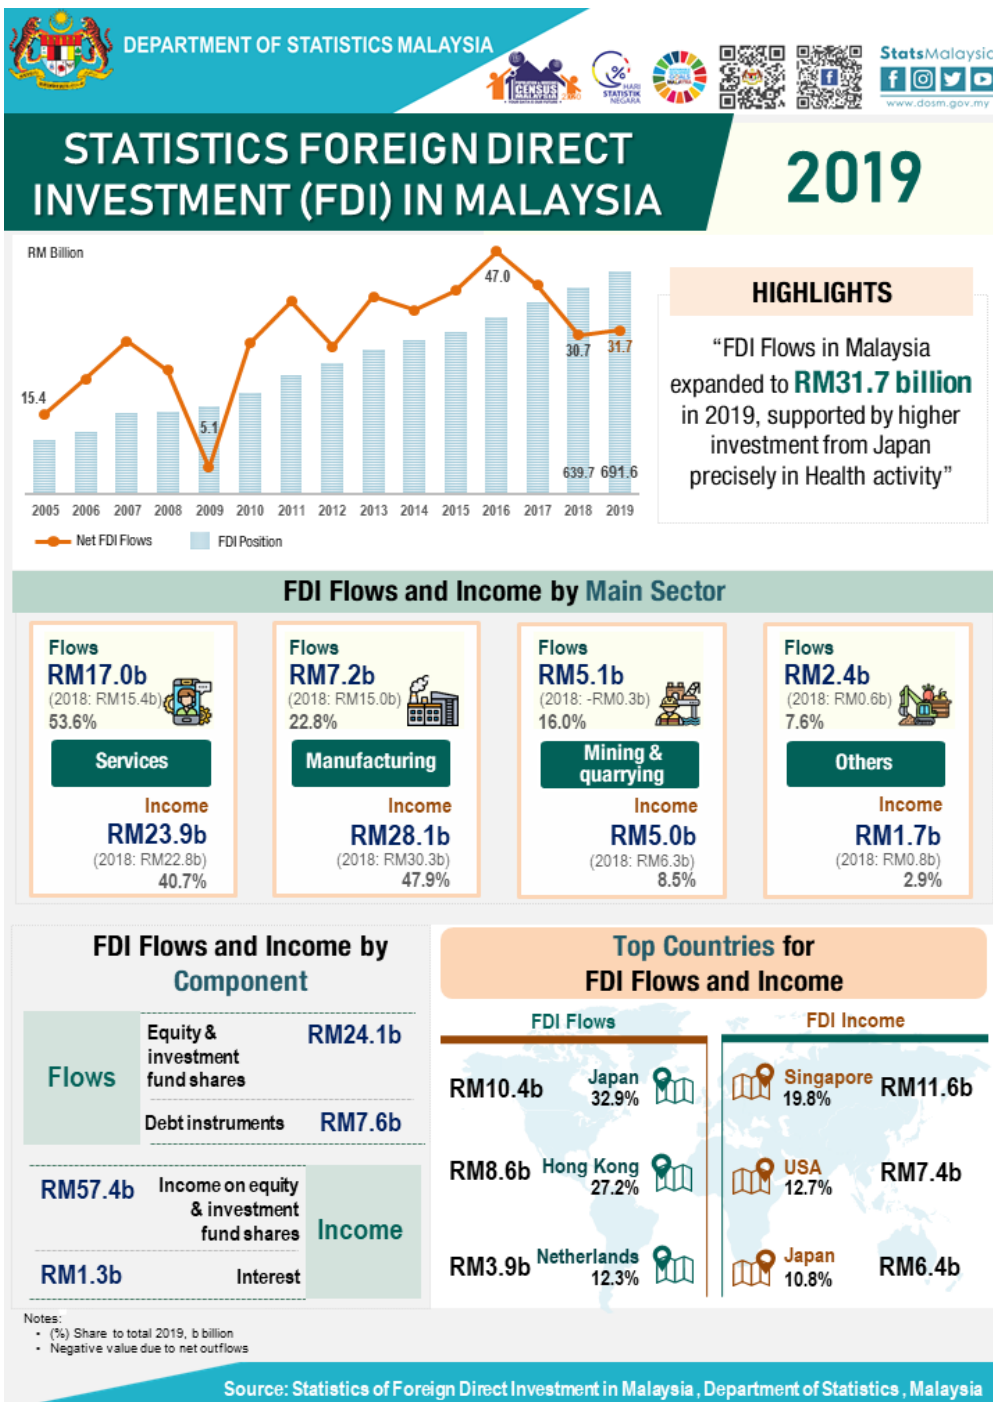 DEPARTMENT OF STATISTICS MALAYSIA
CENSUS
HARI
STATISTIK
NEGARA
StatsMalaysia
www.dosm.gov.my
STATISTICS FOREIGN DIRECT
INVESTMENT (FDI) IN MALAYSIA
2019
RM Billion
15.4
5.1
47.0
30.7
31.7
639.7
691.6
2005 2006 2007 2008 2009 2010 2011 2012 2013 2014 2015 2016 2017 2018 2019
Net FDI Flows
FDI Position
HIGHLIGHTS
“FDI Flows in Malaysia
expanded to RM31.7 billion
in 2019, supported by higher
investment from Japan
precisely in Health activity”
FDI Flows and Income by Main Sector
Flows
RM17.0b
(2018: RM15.4b)
53.6%
Services
Income
RM23.9b
(2018: RM22.8b)
40.7%
Flows
RM7.2b
(2018: RM15.0b)
22.8%
Manufacturing
Income
RM28.1b
(2018: RM30.3b)
47.9%
Flows
RM5.1b
(2018: -RM0.3b)
16.0%
Mining &
quarrying
Income
RM5.0b
(2018: RM6.3b)
8.5%
Flows
RM2.4b
(2018: RM0.6b)
7.6%
Others
Income
RM1.7b
(2018: RM0.8b)
2.9%
FDI Flows and Income by
Component
Flows
Equity &
investment
fund shares
RM24.1b
Debt instruments
RM7.6b
RM57.4b
Income on equity
& investment
fund shares
Income
RM1.3b
Interest
Top Countries for
FDI Flows and Income
FDI Flows
RM10.4b
Japan
32.9%
RM8.6b
Hong Kong
27.2%
RM3.9b
Netherlands
12.3%
FDI Income
Singapore
19.8%
RM11.6b
USA
12.7%
RM7.4b
Japan
10.8%
RM6.4b
Notes:
• (%) Share to total 2019, b billion
• Negative value due to net outflows
Source: Statistics of Foreign Direct Investment in Malaysia , Department of Statistics , Malaysia